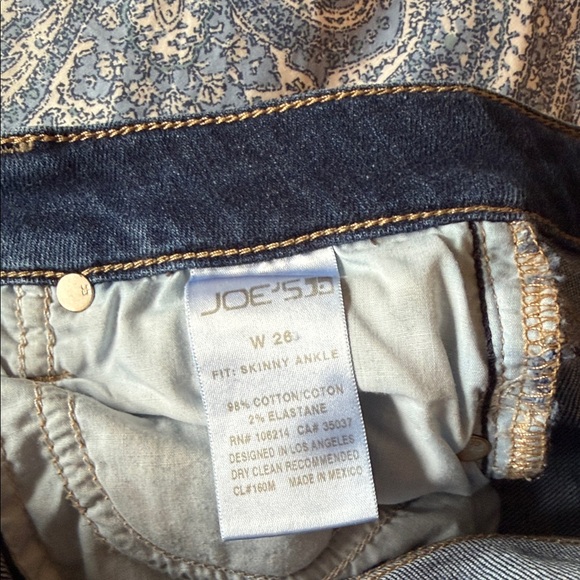 JOE'S
W 26
FIT: SKINNY ANKLE
98% COTTON/COTON
2% ELASTANE
RN# 106214 CA# 35037
DESIGNED IN LOS ANGELES
DRY CLEAN RECOMMENDED
CL#160M MADE IN MEXICO